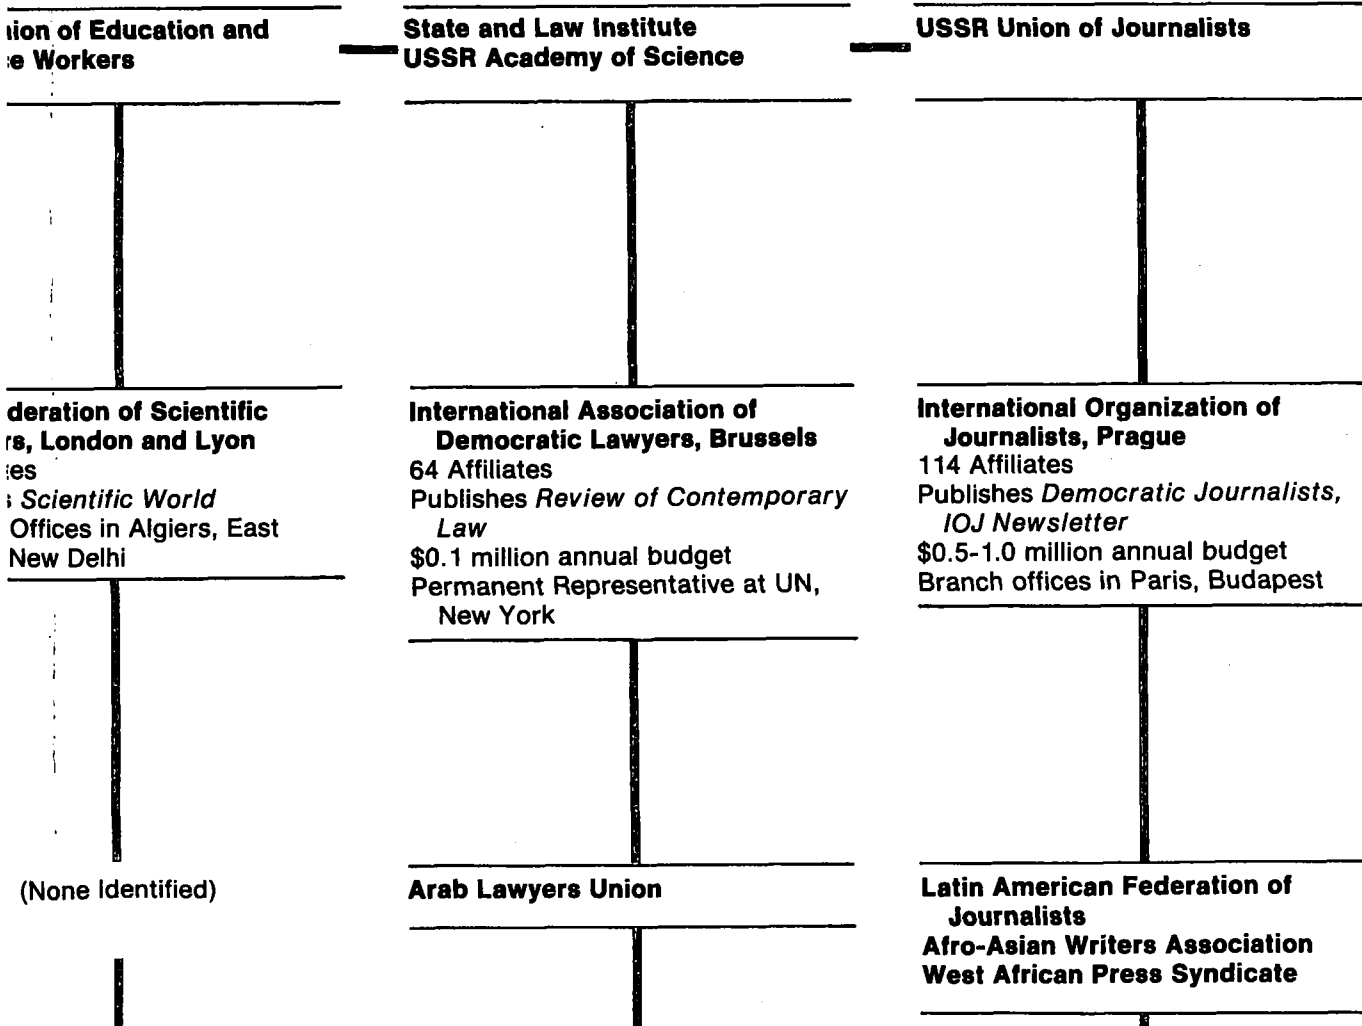 ion of Education and
e Workers
State and Law Institute
USSR Academy of Science
USSR Union of Journalists
deration of Scientific
rs, London and Lyon
es
Scientific World
Offices in Algiers, East
New Delhi
International Association of
Democratic Lawyers, Brussels
64 Affiliates
Publishes Review of Contemporary
Law
$0.1 million annual budget
Permanent Representative at UN,
New York
International Organization of
Journalists, Prague
114 Affiliates
Publishes Democratic Journalists,
IOJ Newsletter
$0.5-1.0 million annual budget
Branch offices in Paris, Budapest
(None Identified)
Arab Lawyers Union
Latin American Federation of
Journalists
Afro-Asian Writers Association
West African Press Syndicate